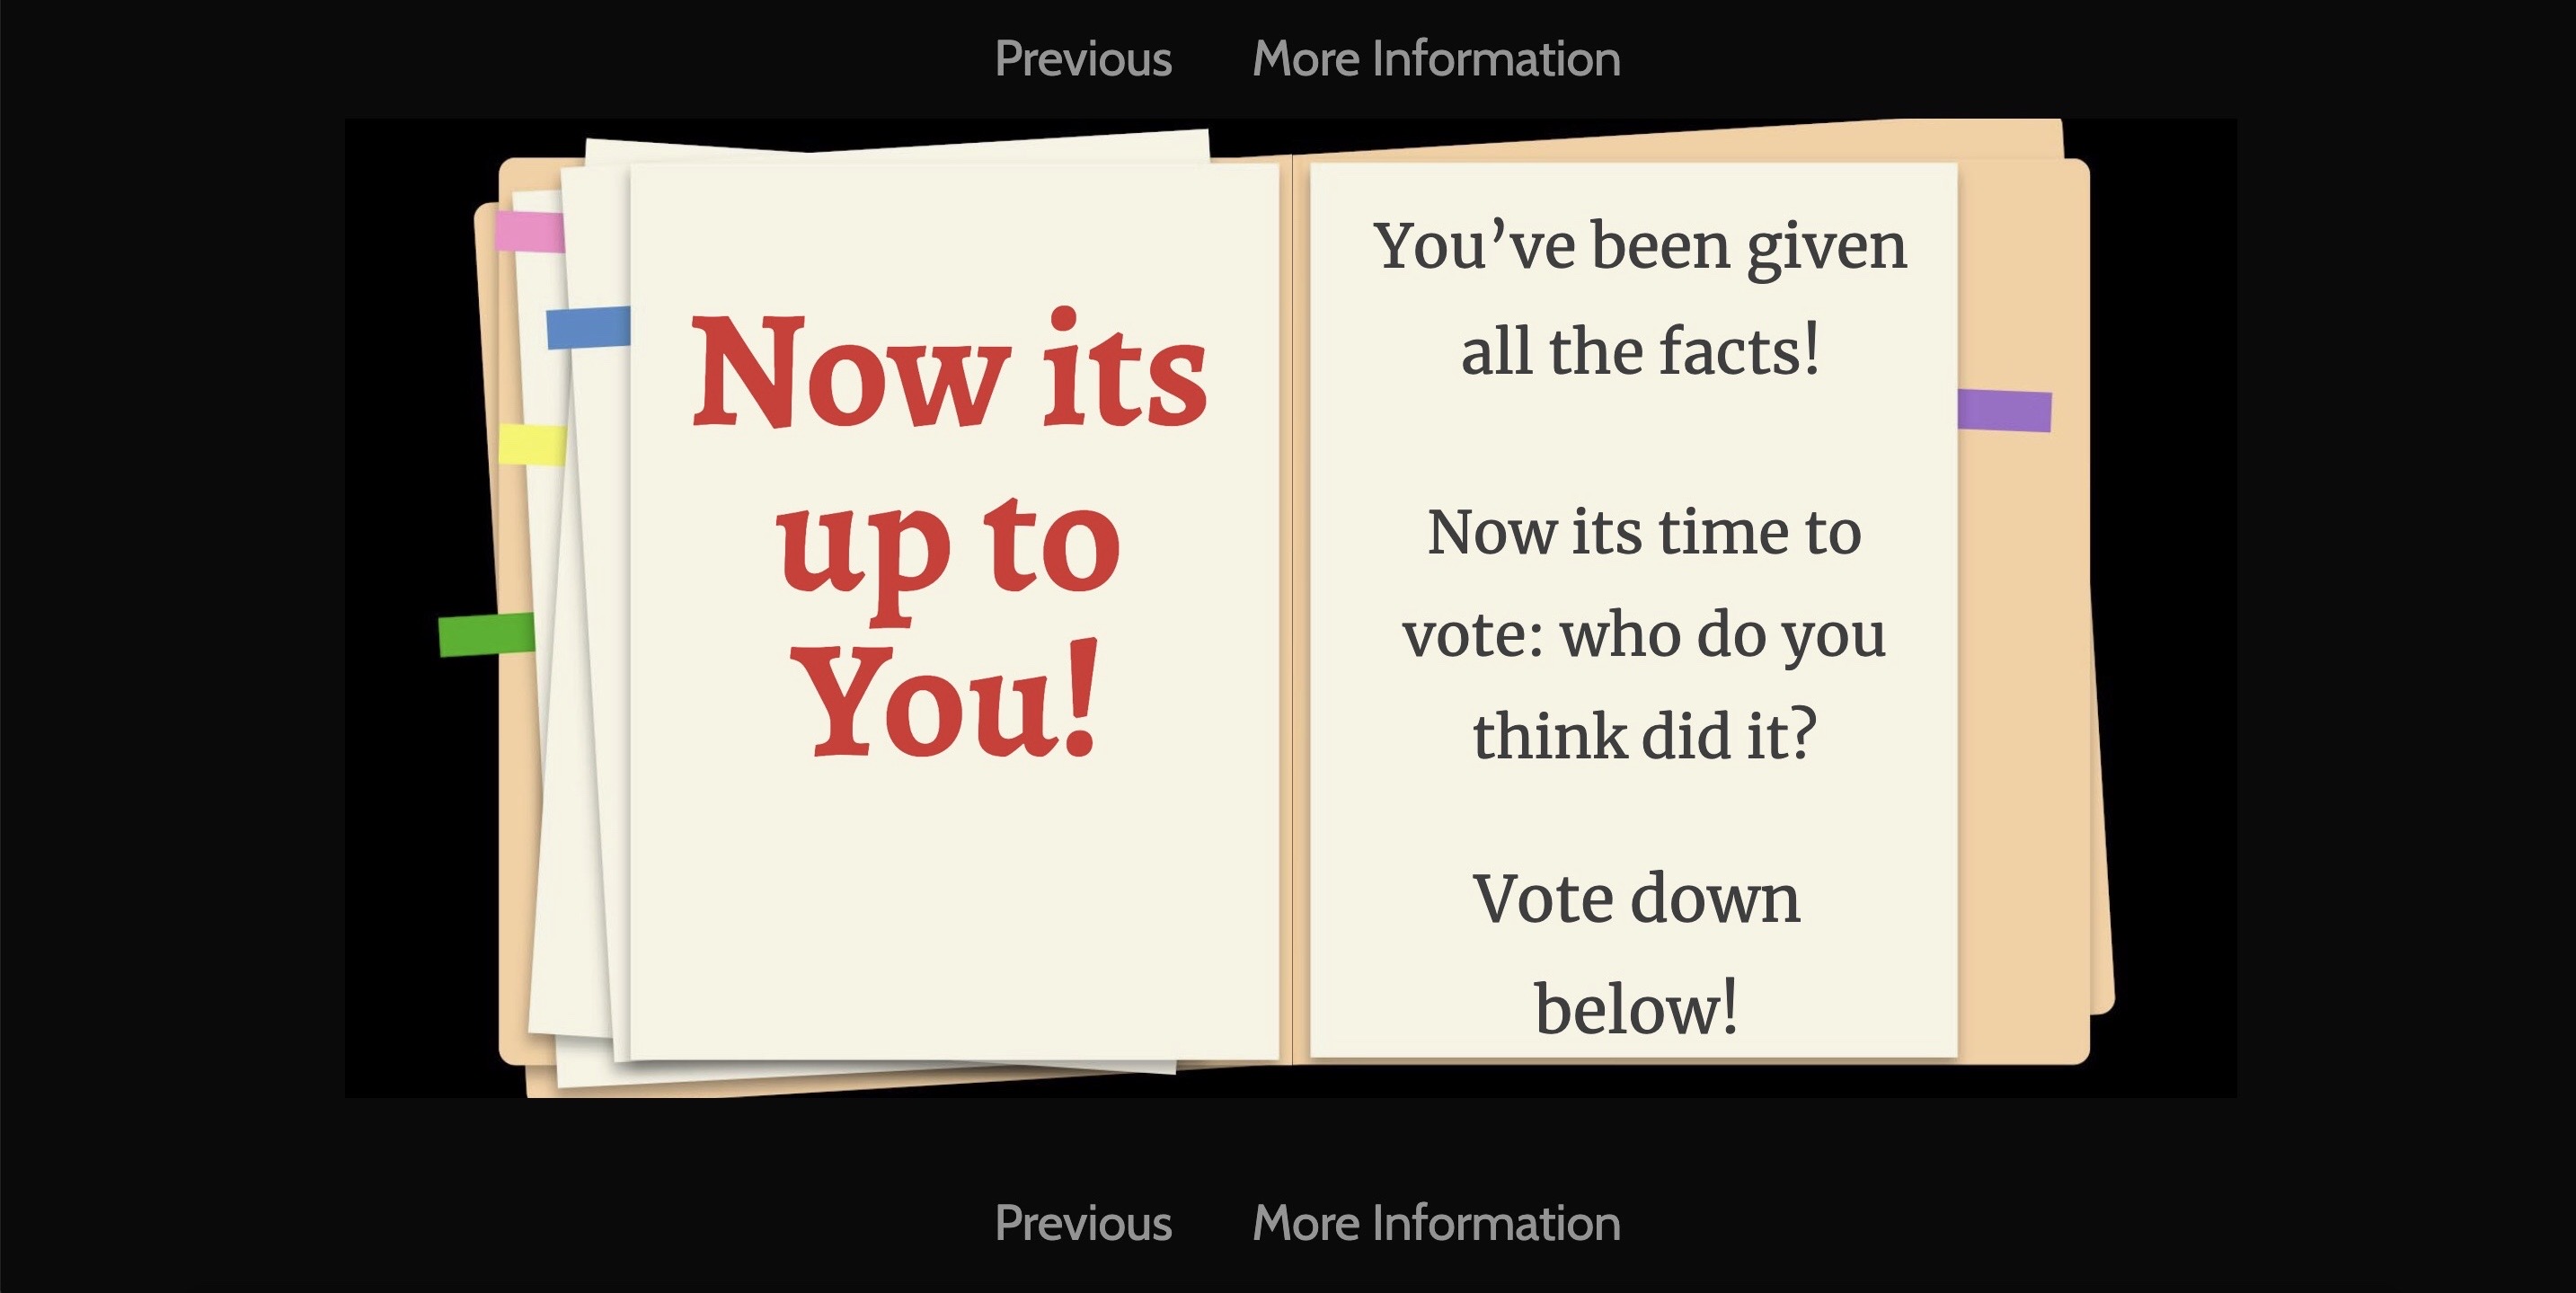 Previous More Information
Now its
up to
You!
You’ve been given
all the facts!
Now its time to
vote: who do you
think did it?
Vote down
below!
Previous More Information